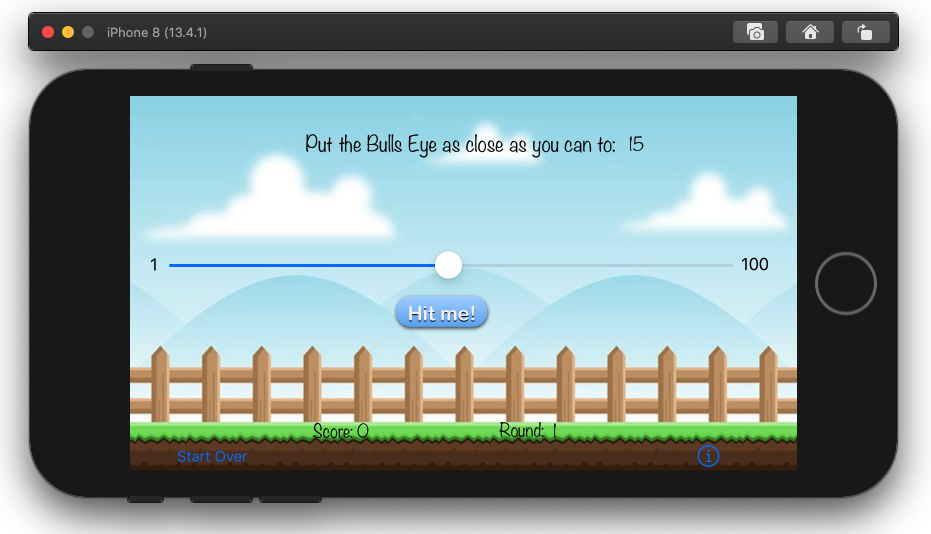 iPhone 8 (13.4.1)
Put the Bulls Eye as close as you can to: 15
1 100
Hit me!
Score: 0 Round: 1
Start Over